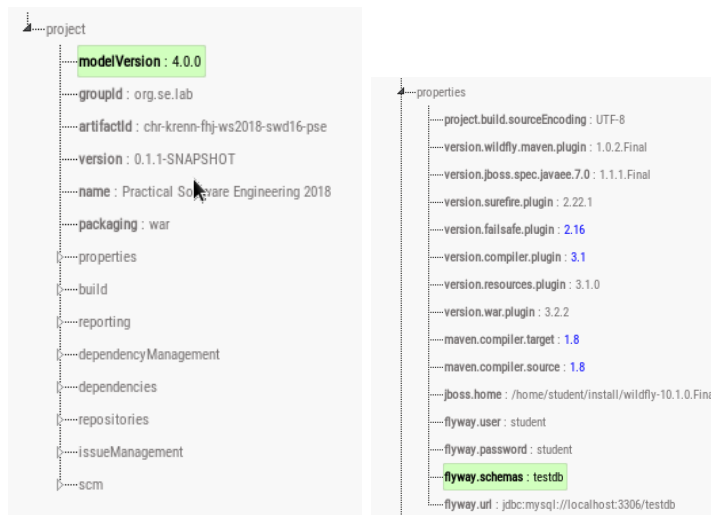 project
modelVersion : 4.0.0
groupId : org.se.lab
artifactId : chr-krenn-fhj-ws2018-swd16-pse
version : 0.1.1-SNAPSHOT
name : Practical Software Engineering 2018
packaging : war
properties
build
reporting
dependencyManagement
dependencies
repositories
issueManagement
scm
properties
project.build.sourceEncoding : UTF-8
version.wildfly.maven.plugin : 1.0.2.Final
version.jboss.spec.javaee.7.0 : 1.1.1.Final
version.surefire.plugin : 2.22.1
version.failsafe.plugin : 2.16
version.compiler.plugin : 3.1
version.resources.plugin : 3.1.0
version.war.plugin : 3.2.2
maven.compiler.target : 1.8
maven.compiler.source : 1.8
jboss.home : /home/student/install/wildfly-10.1.0.Fina
flyway.user : student
flyway.password : student
flyway.schemas : testdb
flyway.url : jdbc:mysql://localhost:3306/testdb